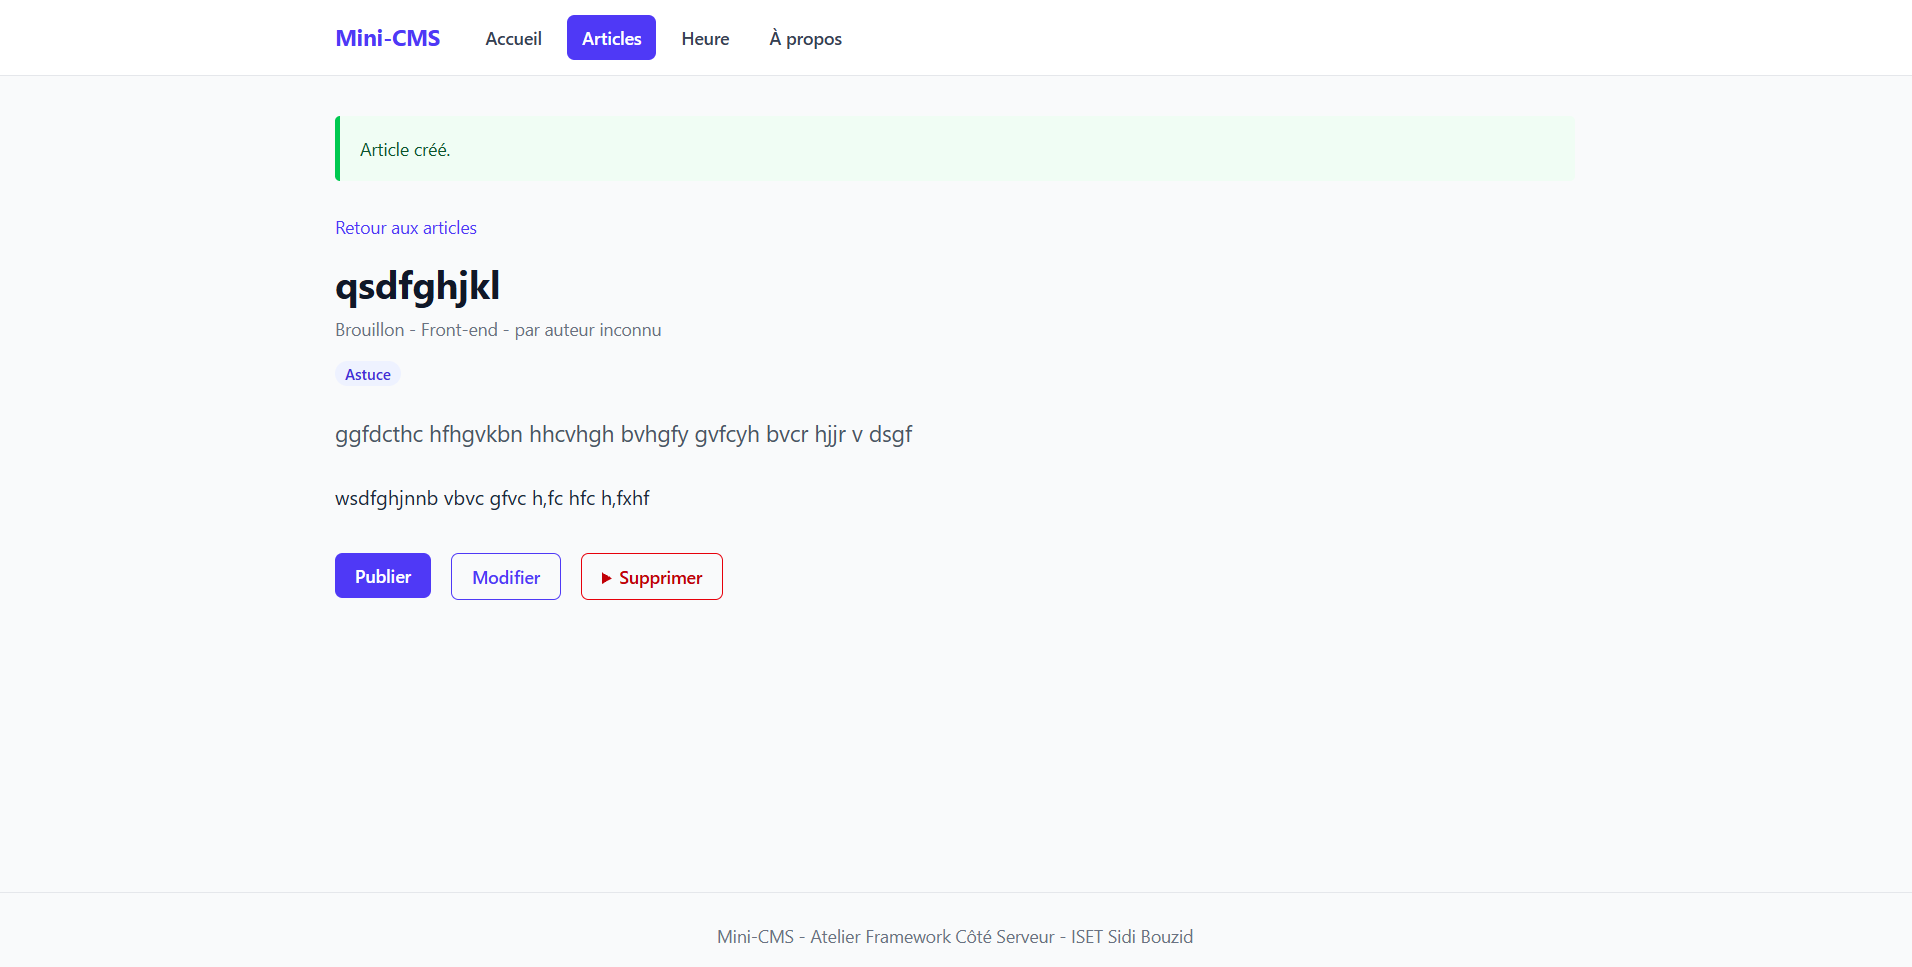 Mini-CMS Accueil Articles Heure À propos
Article créé.
Retour aux articles
qsdfghjkl
Brouillon - Front-end - par auteur inconnu
Astuce
ggfdcthc hfhgvkbn hhcvhgh bvhgfy gvfcyh bvcr hjjr v dsgf
wsdfghjnnb vbvc gfvc h,fc hfc h,fxhf
Publier Modifier Supprimer
Mini-CMS - Atelier Framework Côté Serveur - ISET Sidi Bouzid